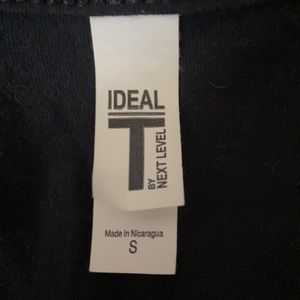 IDEAL
T
BY
NEXT LEVEL
Made In Nicaragua
S